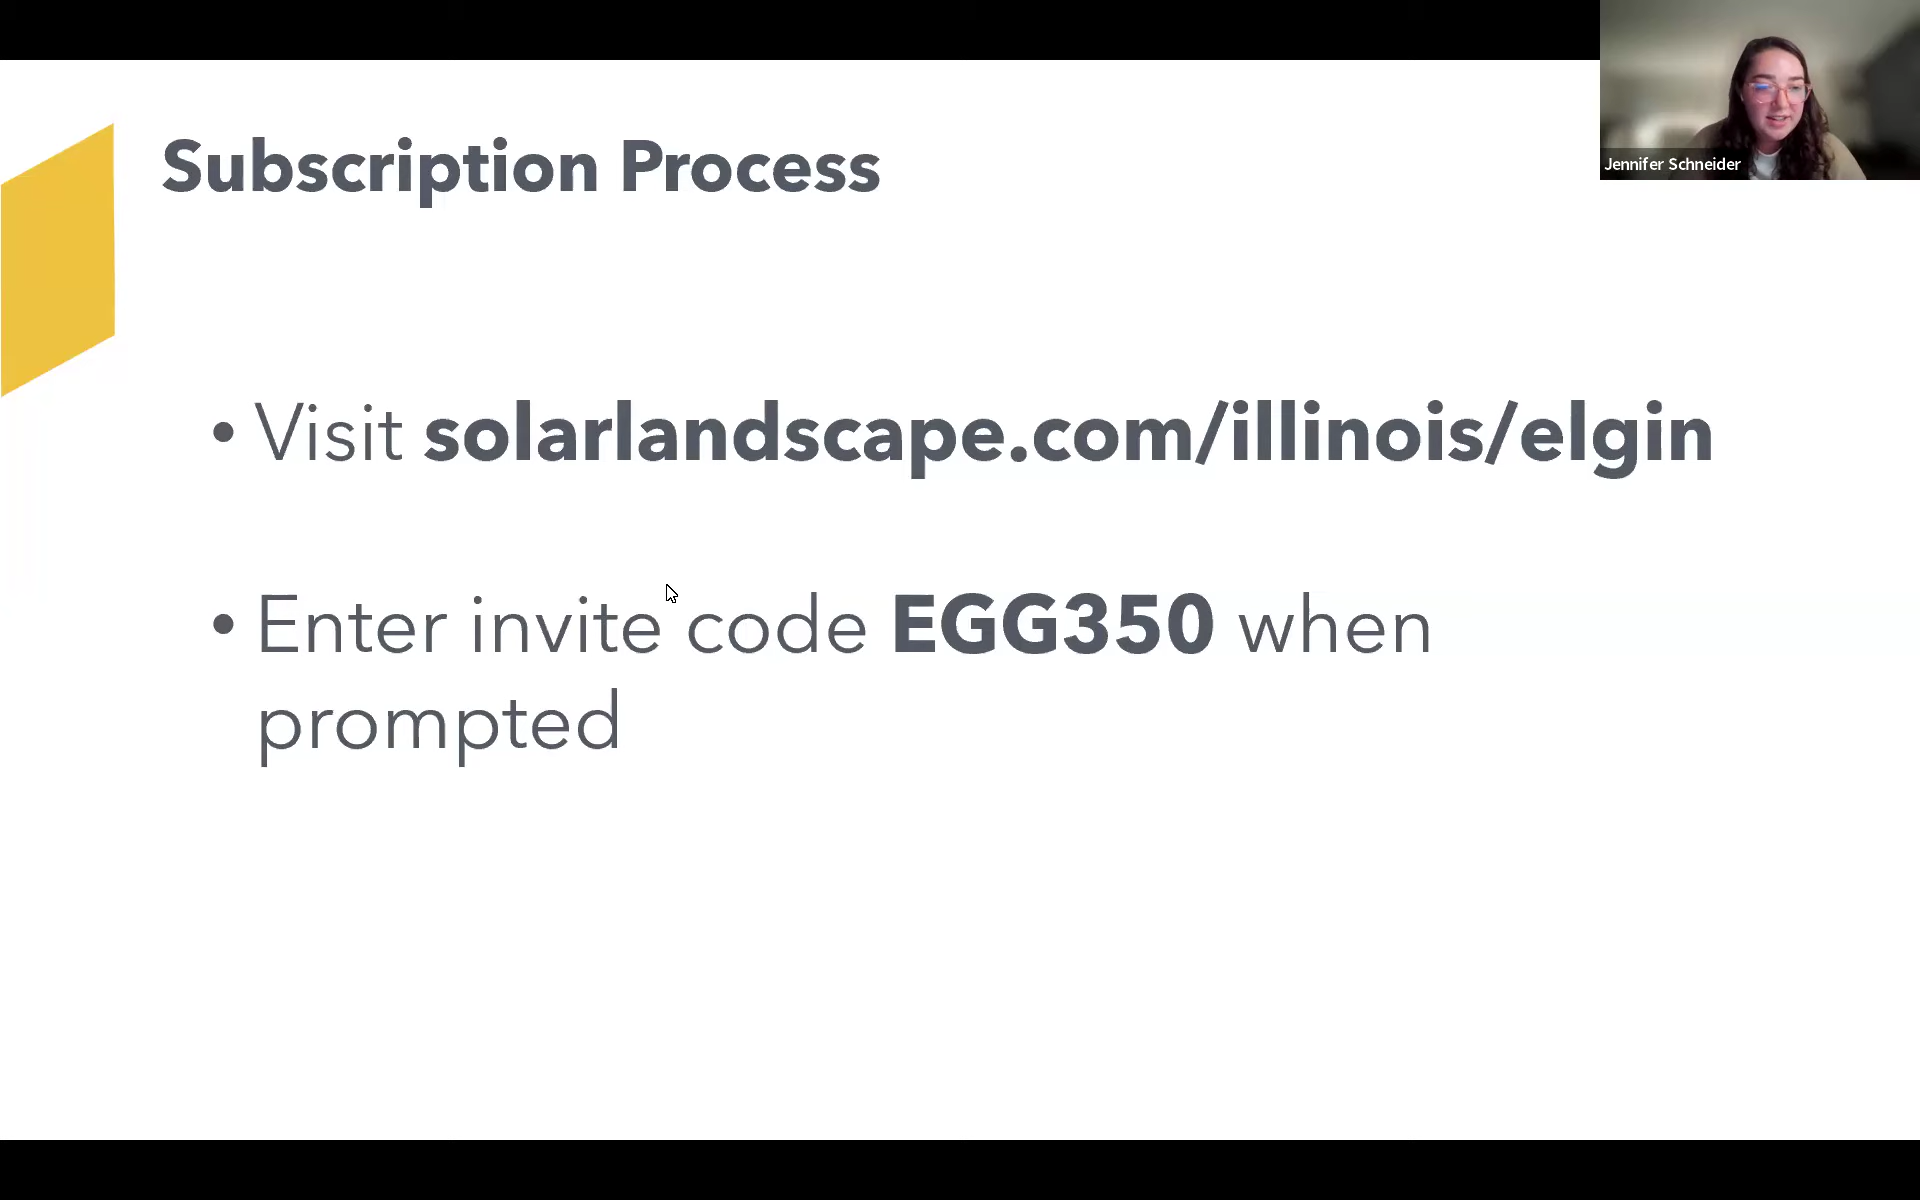 Jennifer Schneider
Subscription Process
• Visit solarlandscape.com/illinois/elgin
• Enter invite code EGG350 when
prompted